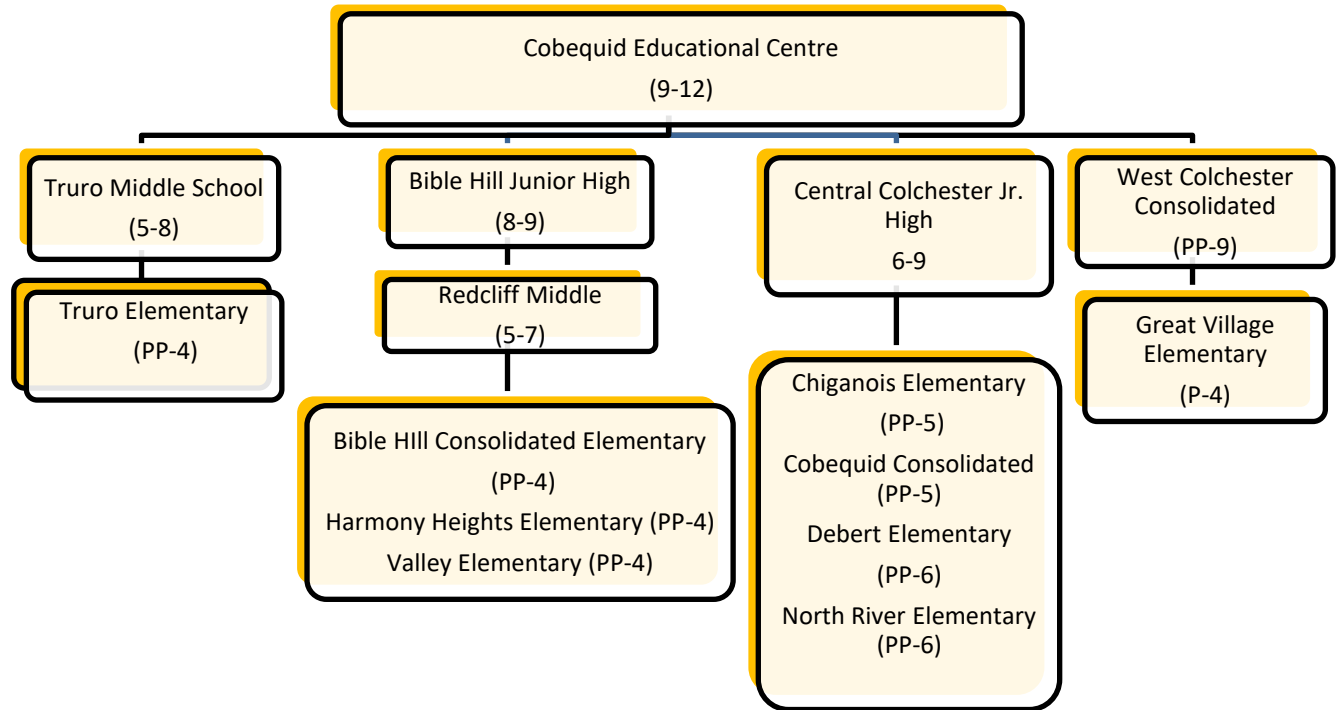 Cobequid Educational Centre
(9-12)
Truro Middle School
(5-8)
Bible Hill Junior High
(8-9)
Central Colchester Jr.
High
6-9
West Colchester
Consolidated
(PP-9)
Truro Elementary
(PP-4)
Redcliff Middle
(5-7)
Great Village
Elementary
(P-4)
Bible HIll Consolidated Elementary
(PP-4)
Harmony Heights Elementary (PP-4)
Valley Elementary (PP-4)
Chiganois Elementary
(PP-5)
Cobequid Consolidated
(PP-5)
Debert Elementary
(PP-6)
North River Elementary
(PP-6)